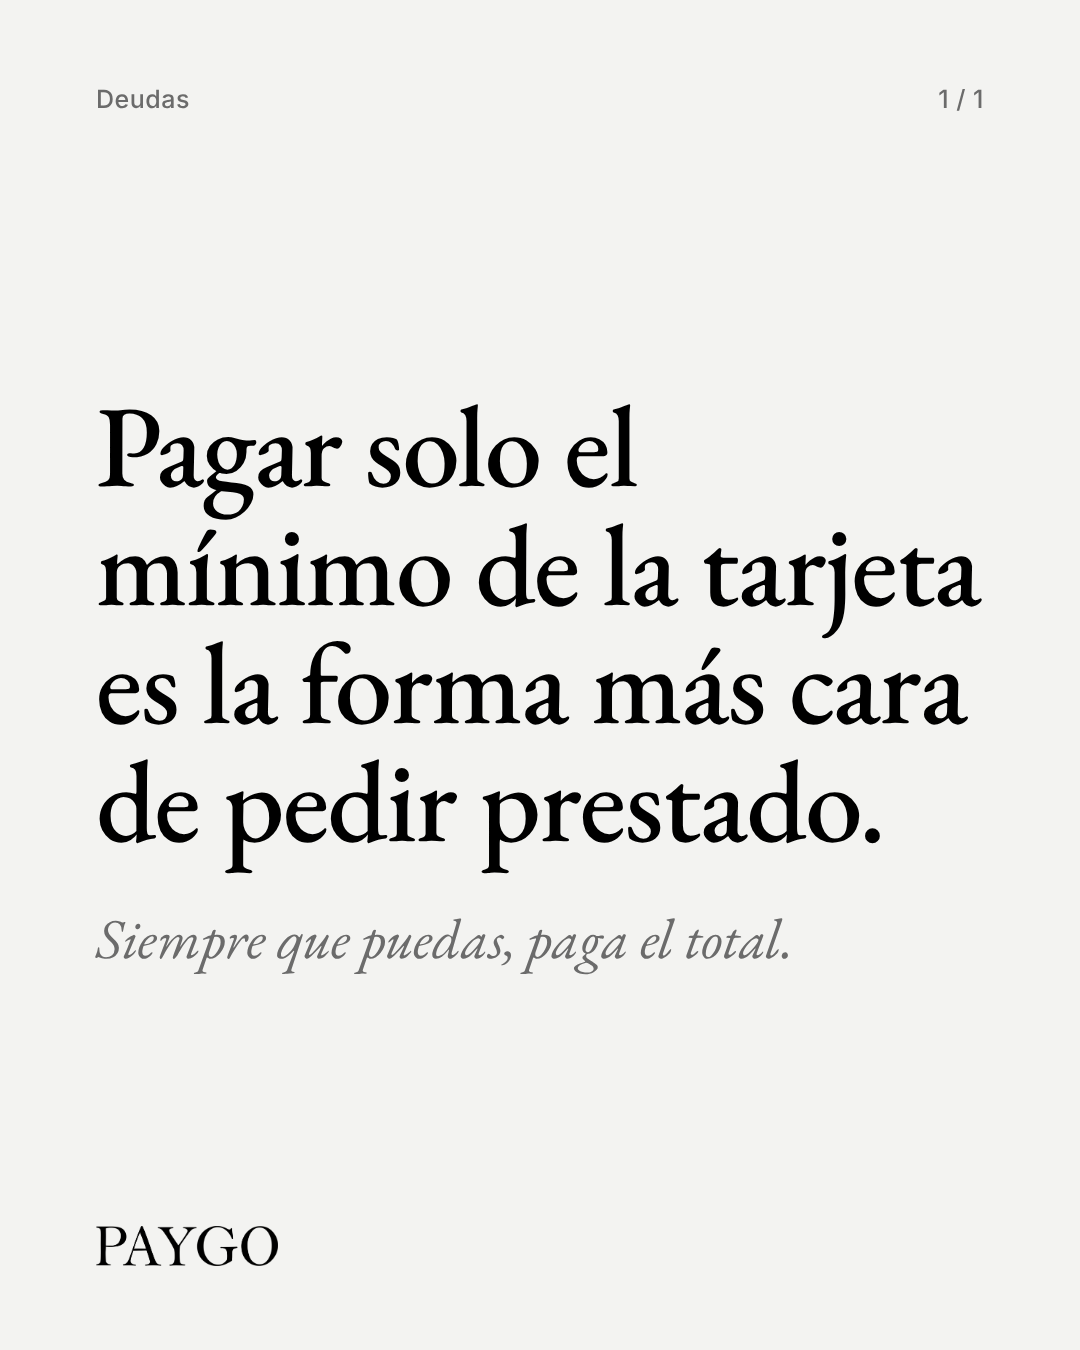 Deudas
1 / 1
Pagar solo el
mínimo de la tarjeta
es la forma más cara
de pedir prestado.
Siempre que puedas, paga el total.
PAYGO